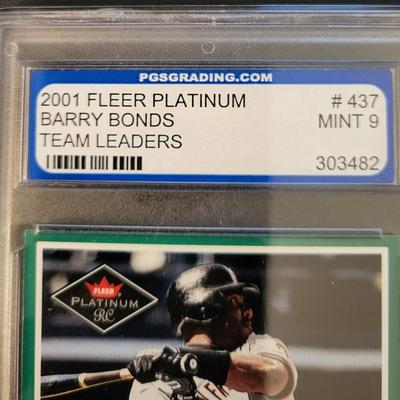 PGSGRADING.COM
2001 FLEER PLATINUM # 437
BARRY BONDS MINT 9
TEAM LEADERS
303482
FLEER
PLATINUM
RC